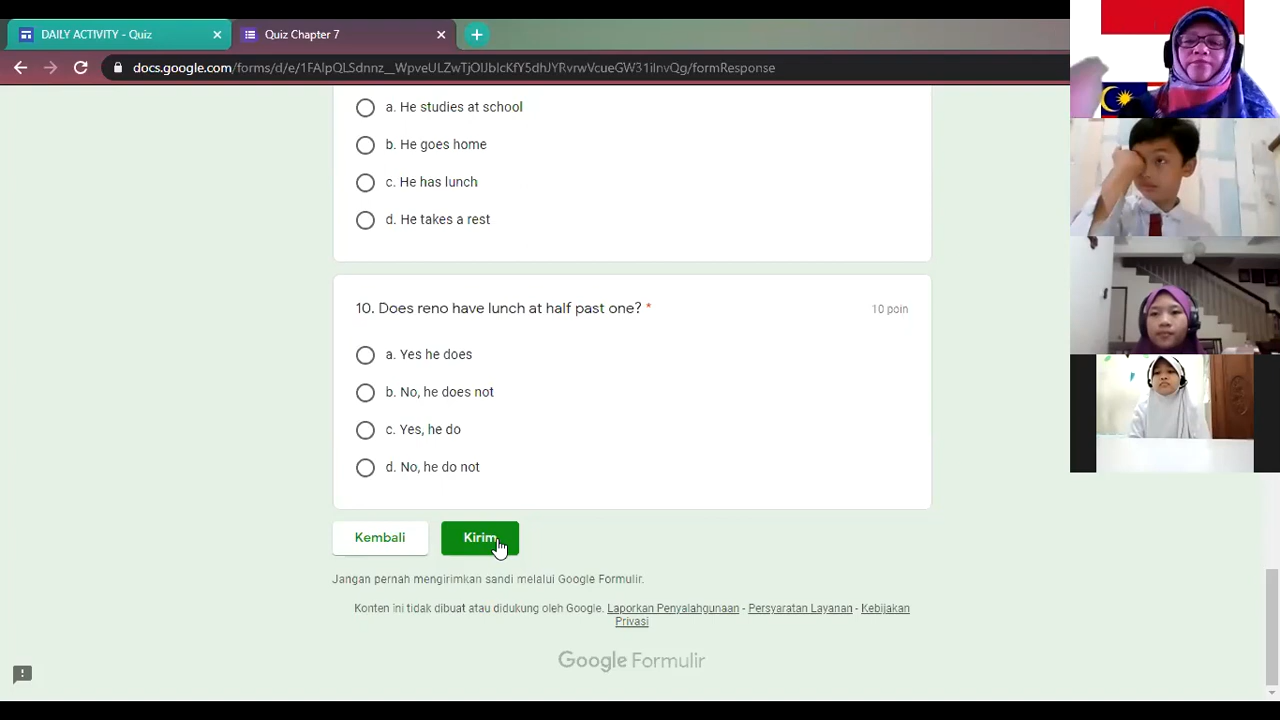 DAILY ACTIVITY - Quiz
Quiz Chapter 7
docs.google.com/forms/d/e/1FAIpQLSdnnz__WpveULZwTjOlJblcKfY5dhJYRvrwVcueGW31iInvQg/formResponse
a. He studies at school
b. He goes home
c. He has lunch
d. He takes a rest
10. Does reno have lunch at half past one? *
10 poin
a. Yes he does
b. No, he does not
c. Yes, he do
d. No, he do not
Kembali
Kirim
Jangan pernah mengirimkan sandi melalui Google Formulir.
Konten ini tidak dibuat atau didukung oleh Google. Laporkan Penyalahgunaan - Persyaratan Layanan - Kebijakan
Privasi
Google Formulir